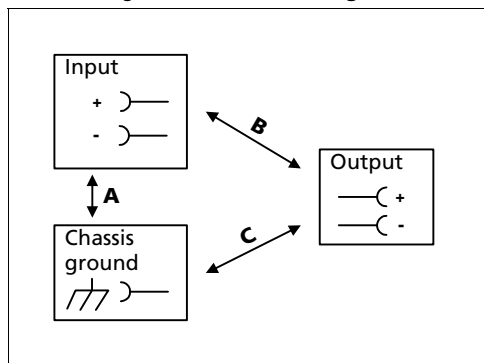 Input
+
-
B
Output
+
-
A
Chassis
ground
C